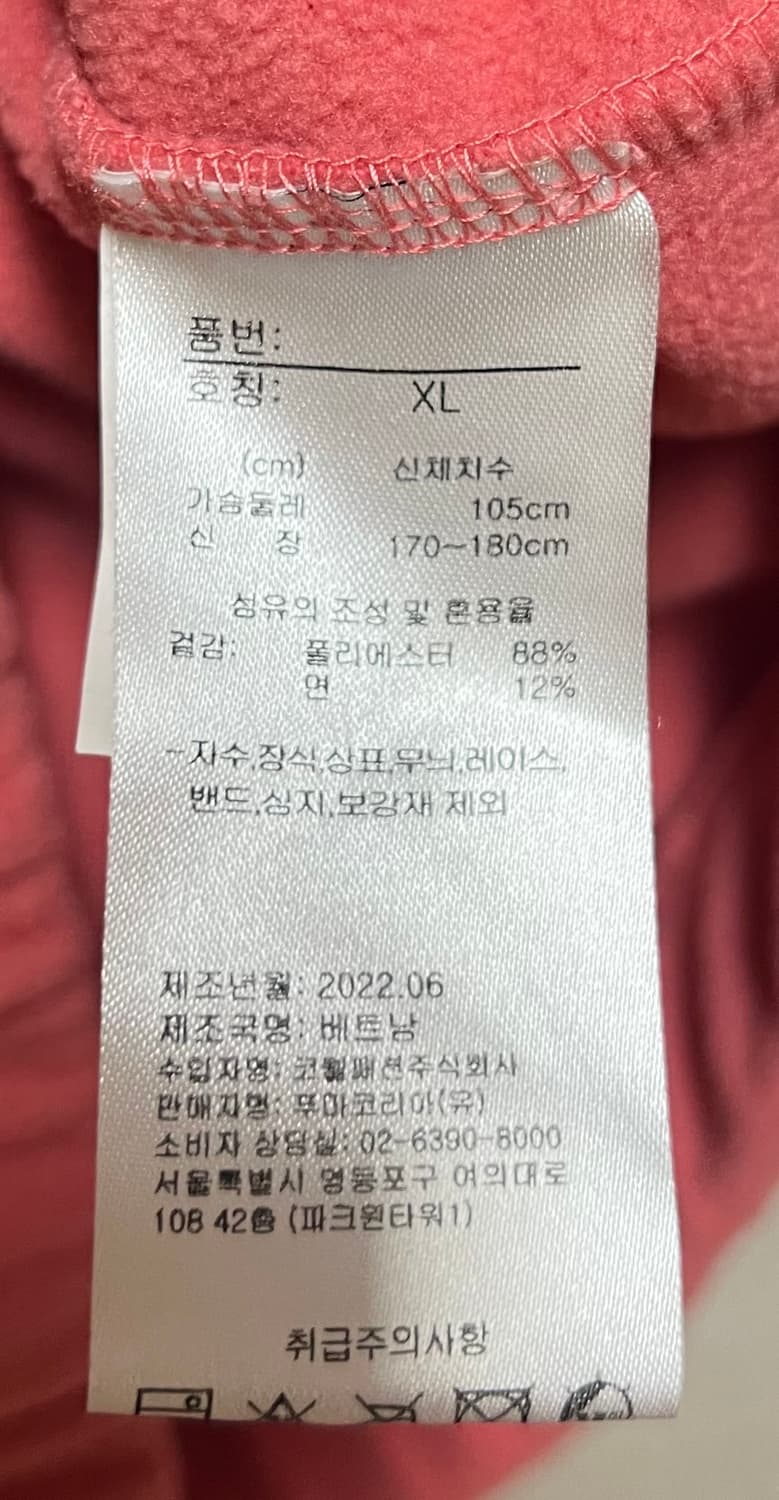 품번:
호칭: XL
(cm) 신체치수
가슴둘레 105cm
신 장 170~180cm
섬유의 조성 및 혼용율
겉감: 폴리에스터 88%
면 12%
-자수,장식,상표,무늬,레이스,
밴드,심지,보강재 제외
제조년월: 2022.06
제조국명: 베트남
수입자명: 코웰패션주식회사
판매자명: 푸마코리아(유)
소비자 상담실: 02-6390-8000
서울특별시 영등포구 여의대로
108 42층 (파크원타워1)
취급주의사항